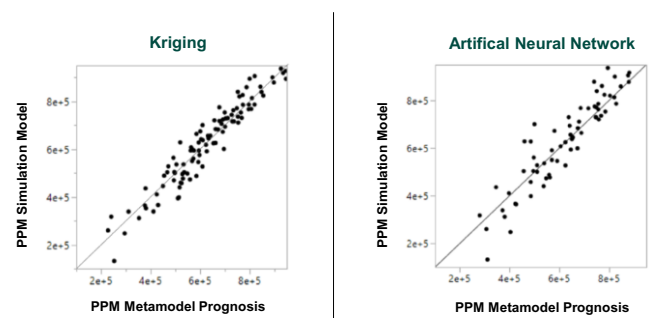 Kriging
PPM Simulation Model
8e+5
6e+5
4e+5
2e+5
2e+5 4e+5 6e+5 8e+5
PPM Metamodel Prognosis
Artifical Neural Network
PPM Simulation Model
8e+5
6e+5
4e+5
2e+5
2e+5 4e+5 6e+5 8e+5
PPM Metamodel Prognosis